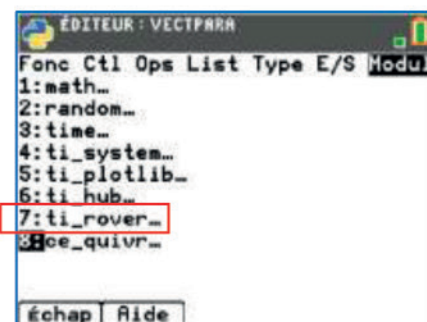 ÉDITEUR : VECTPARA
Fonc Ctl Ops List Type E/S Modul
1:math…
2:random…
3:time…
4:ti_system…
5:ti_plotlib…
6:ti_hub…
7:ti_rover…
8:ce_quivr…
Échap Aide